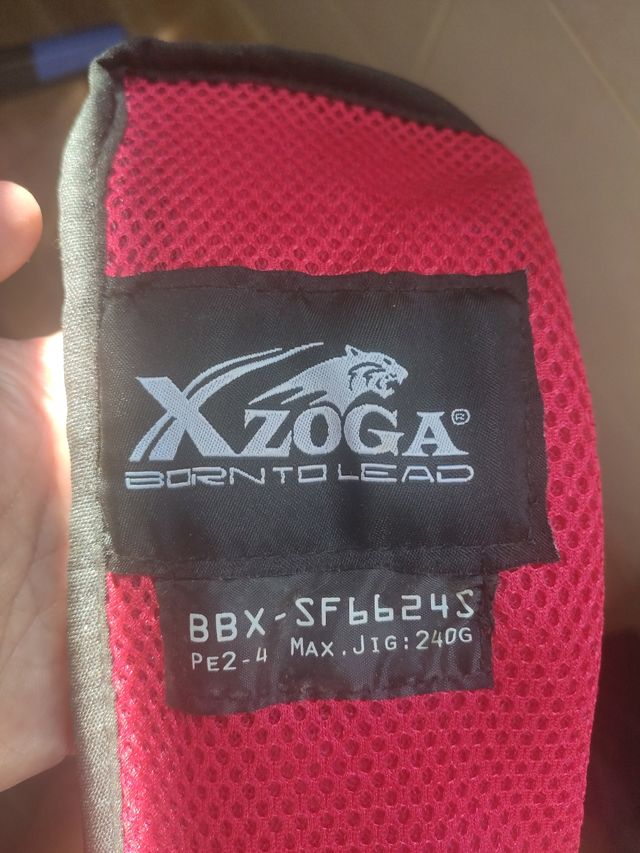 XZOGA®
BORN TO LEAD
BBX-SF6624S
PE2-4 MAX.JIG:240G